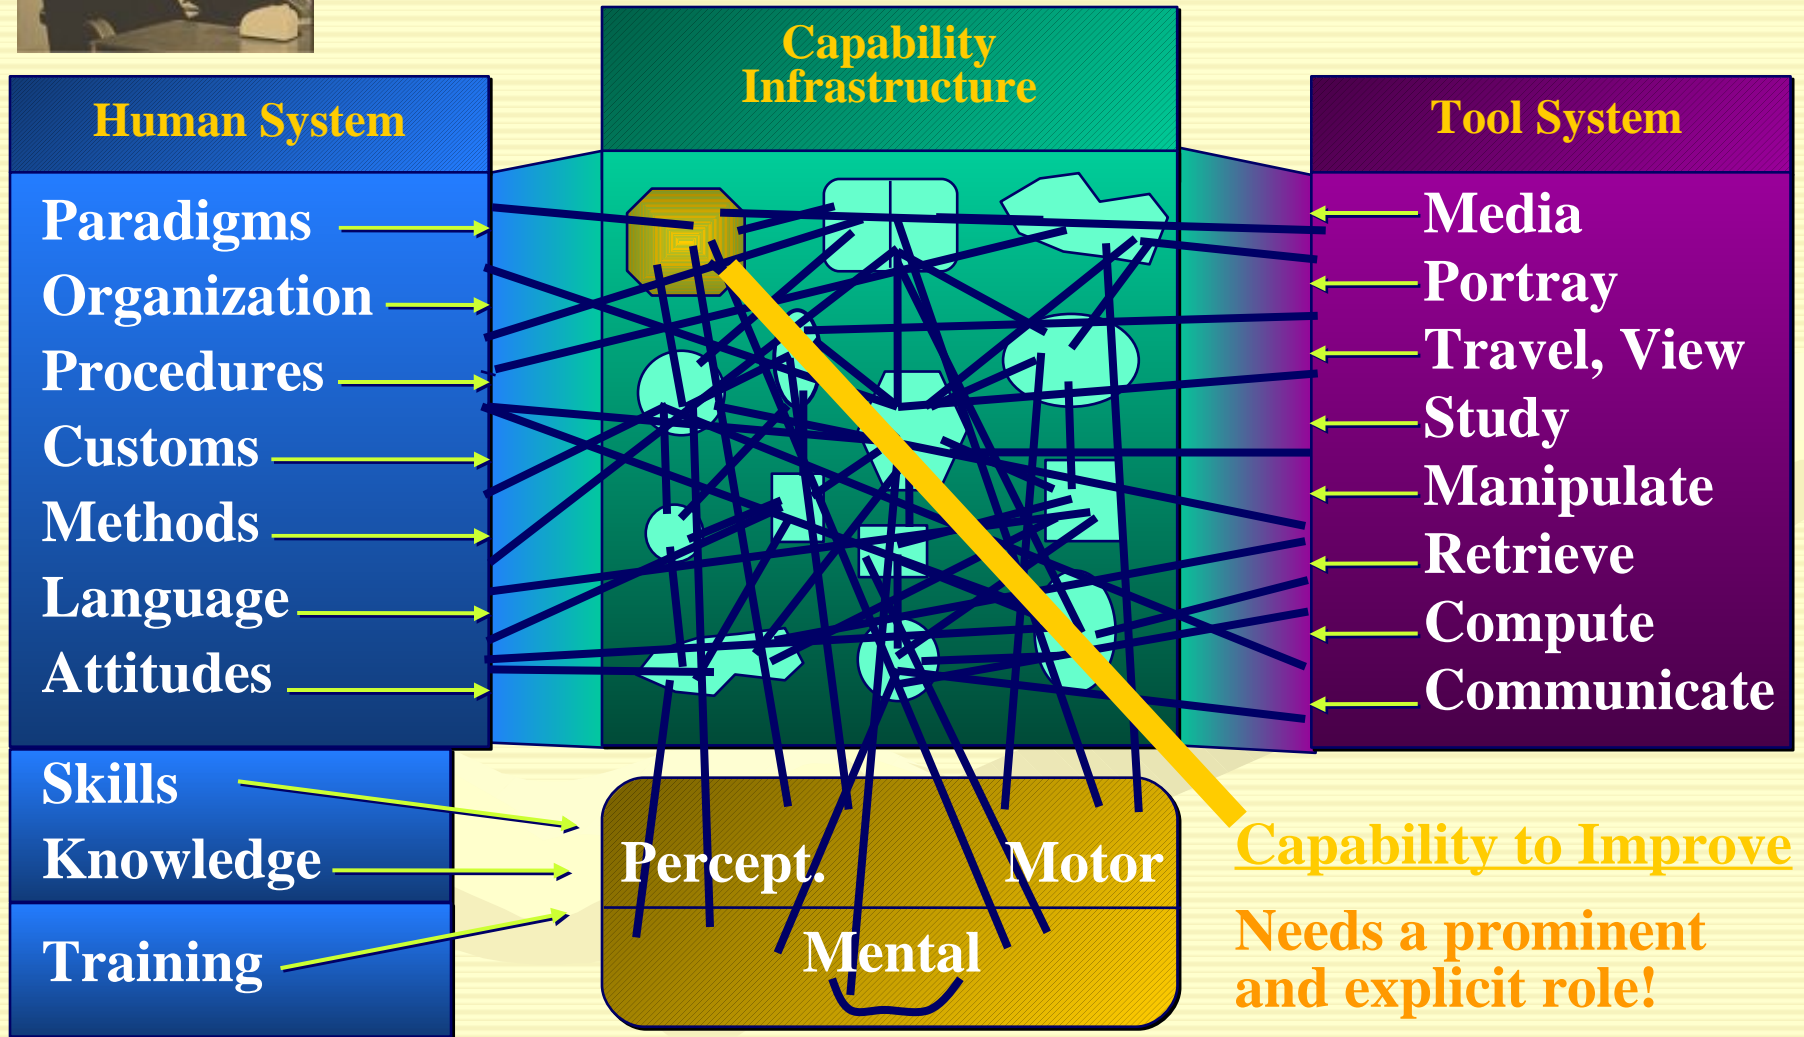 Capability
Infrastructure
Human System
Paradigms
Organization
Procedures
Customs
Methods
Language
Attitudes
Skills
Knowledge
Training
Tool System
Media
Portray
Travel, View
Study
Manipulate
Retrieve
Compute
Communicate
Percept.
Motor
Mental
Capability to Improve
Needs a prominent
and explicit role!